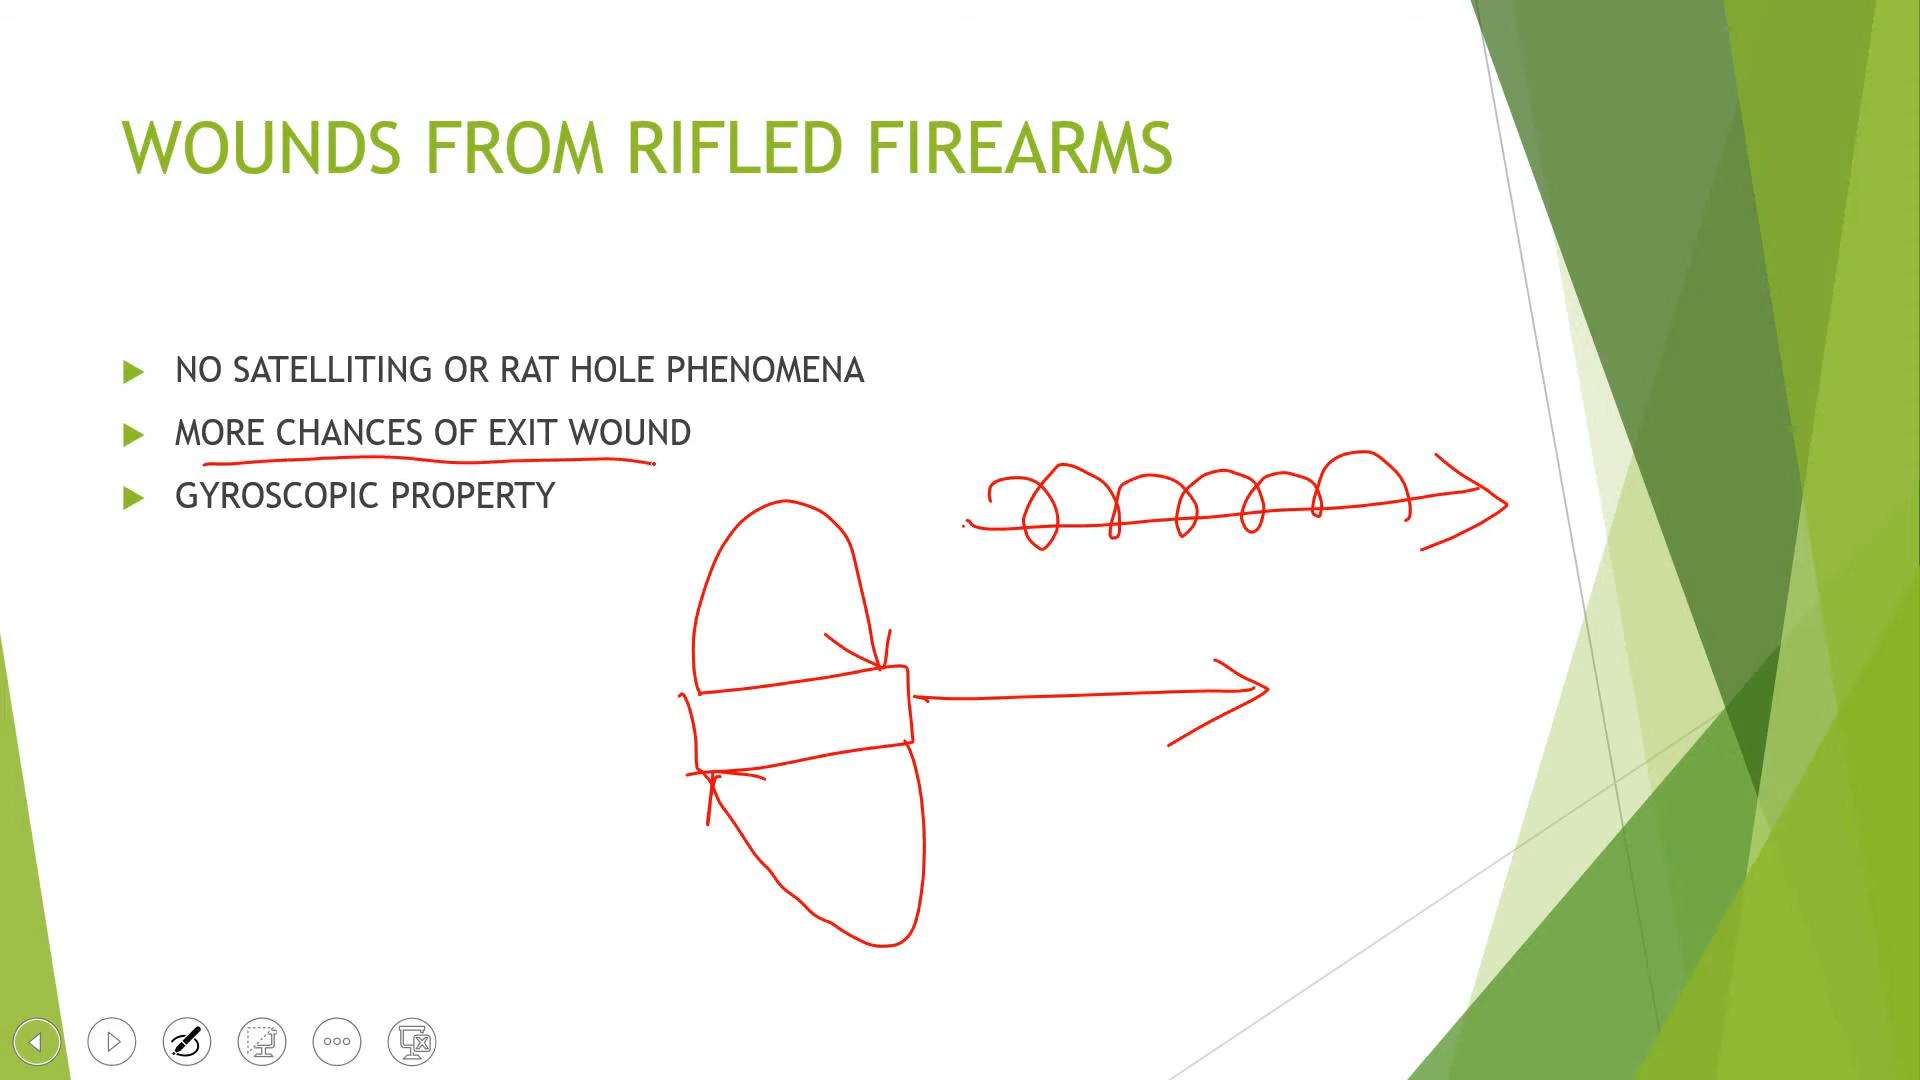 WOUNDS FROM RIFLED FIREARMS
NO SATELLITING OR RAT HOLE PHENOMENA
MORE CHANCES OF EXIT WOUND
GYROSCOPIC PROPERTY